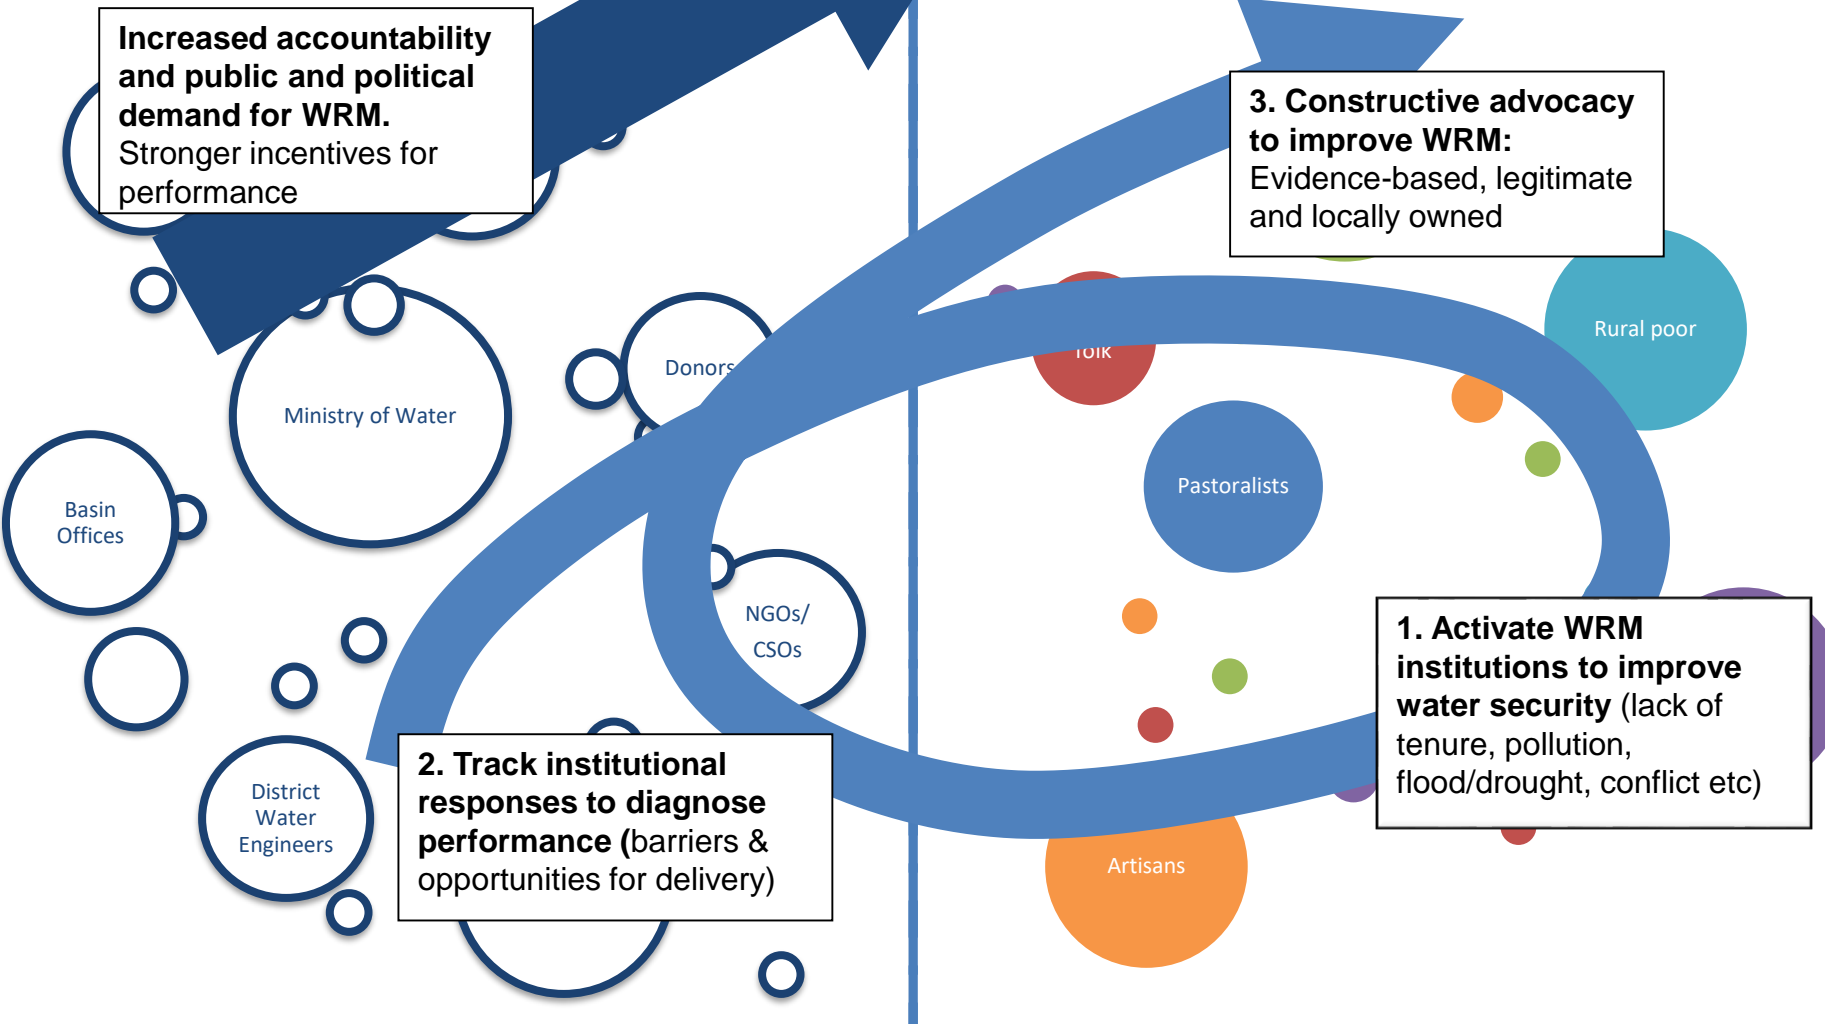 Increased accountability
and public and political
demand for WRM.
Stronger incentives for
performance
3. Constructive advocacy
to improve WRM:
Evidence-based, legitimate
and locally owned
Rural poor
folk
Donors
Ministry of Water
Pastoralists
Basin
Offices
NGOs/
CSOs
1. Activate WRM
institutions to improve
water security (lack of
tenure, pollution,
flood/drought, conflict etc)
2. Track institutional
responses to diagnose
performance (barriers &
opportunities for delivery)
District
Water
Engineers
Artisans